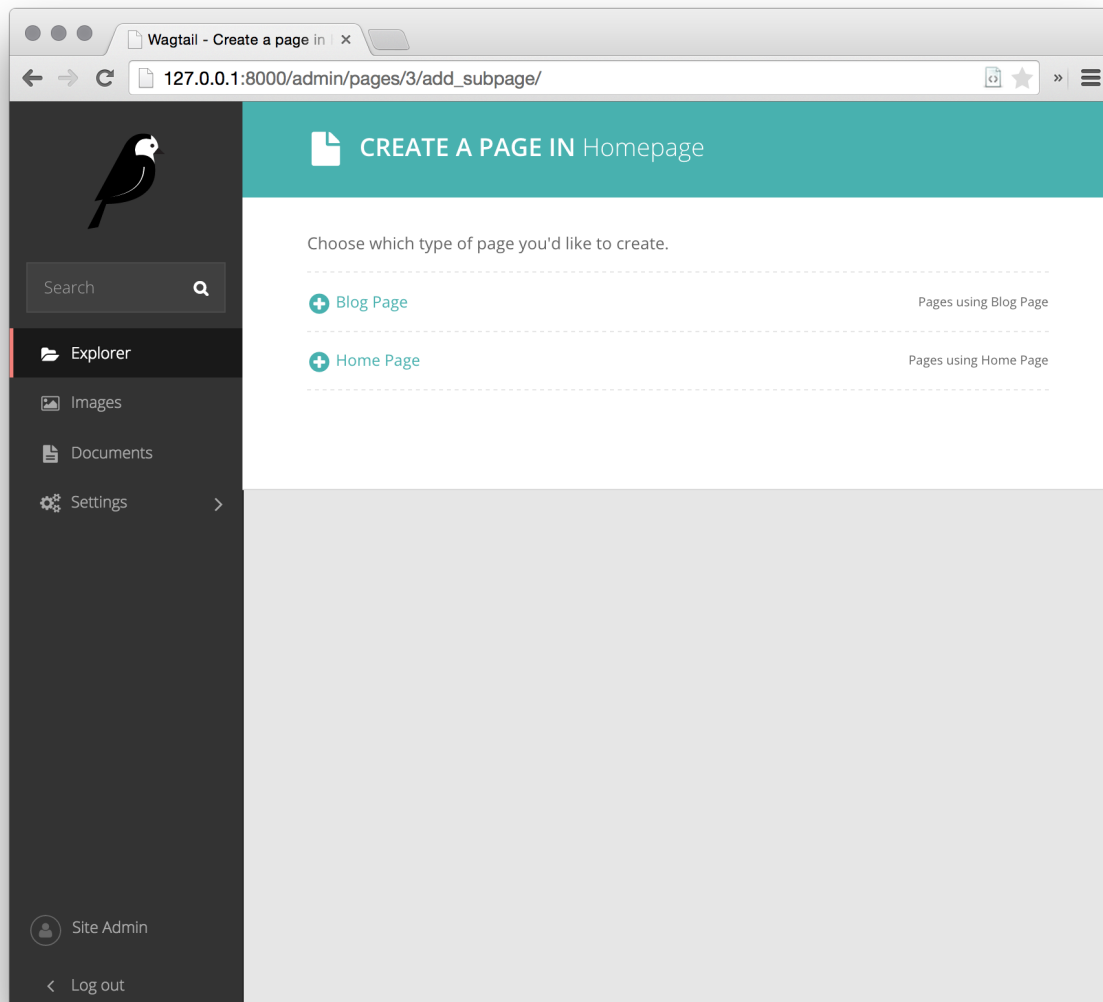 Wagtail - Create a page in
127.0.0.1:8000/admin/pages/3/add_subpage/
CREATE A PAGE IN Homepage
Choose which type of page you'd like to create.
Search
Blog Page Pages using Blog Page
Home Page Pages using Home Page
Explorer
Images
Documents
Settings
Site Admin
Log out